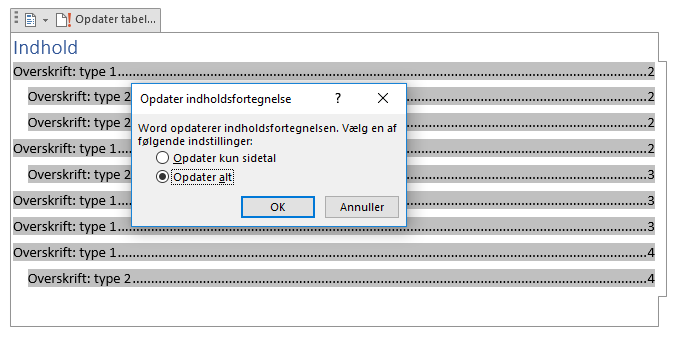 Opdater tabel...
Indhold
Overskrift: type 1........2
Overskrift: type 2........2
Overskrift: type 2........2
Overskrift: type 1........2
Overskrift: type 2........3
Overskrift: type 1........3
Overskrift: type 1........3
Overskrift: type 1........4
Overskrift: type 2........4
Opdater indholdsfortegnelse ?
Word opdaterer indholdsfortegnelsen. Vælg en af
følgende indstillinger:
Opdater kun sidetal
Opdater alt
OK Annuller